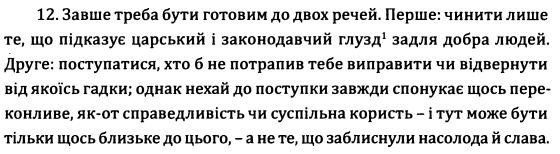 12. Завше треба бути готовим до двох речей. Перше: чинити лише
те, що підказує царський і законодавчий глузд¹ задля добра людей.
Друге: поступатися, хто б не потрапив тебе виправити чи відвернути
від якоїсь гадки; однак нехай до поступки завжди спонукає щось пере-
конливе, як-от справедливість чи суспільна користь – і тут може бути
тільки щось близьке до цього, – а не те, що заблиснули насолода й слава.